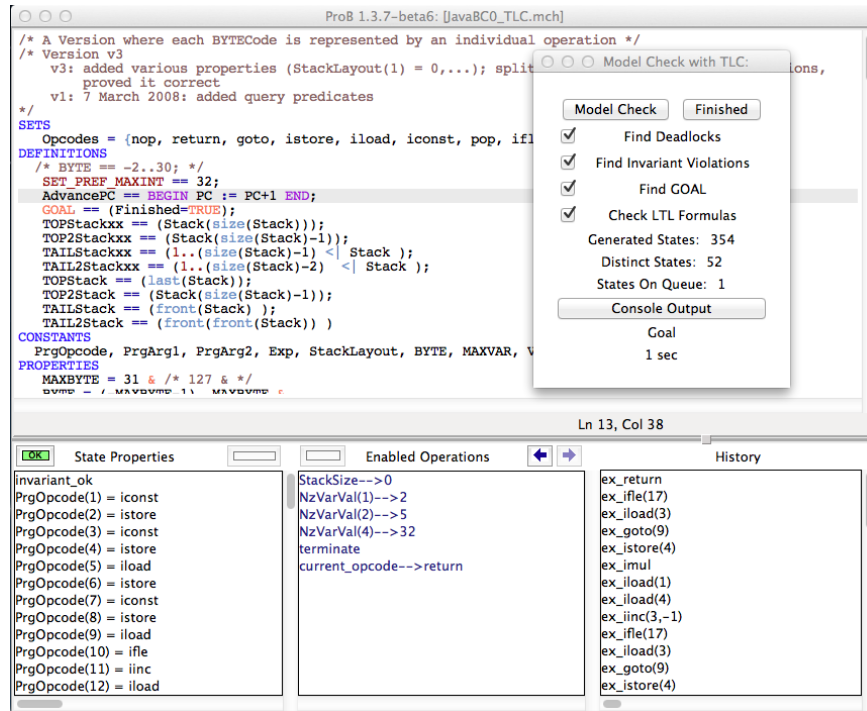 ProB 1.3.7-beta6: [JavaBC0_TLC.mch]
/* A Version where each BYTECode is represented by an individual operation */
/* Version v3
v3: added various properties (StackLayout(1) = 0,...); split
ions,
proved it correct
v1: 7 March 2008: added query predicates
*/
SETS
Opcodes = {nop, return, goto, istore, iload, iconst, pop, ifl
DEFINITIONS
/* BYTE == -2..30; */
SET_PREF_MAXINT == 32;
AdvancePC == BEGIN PC := PC+1 END;
GOAL == (Finished=TRUE);
TOPStackxx == (Stack(size(Stack)));
TOP2Stackxx == (Stack(size(Stack)-1));
TAILStackxx == (1..(size(Stack)-1) <| Stack );
TAIL2Stackxx == (1..(size(Stack)-2)  <| Stack );
TOPStack == (last(Stack));
TOP2Stack == (Stack(size(Stack)-1));
TAILStack == (front(Stack) );
TAIL2Stack == (front(front(Stack)) )
CONSTANTS
PrgOpcode, PrgArg1, PrgArg2, Exp, StackLayout, BYTE, MAXVAR, V
PROPERTIES
MAXBYTE = 31 & /* 127 & */
BYTE = (-MAXBYTE-1)..MAXBYTE &
Model Check with TLC:
Model Check
Finished
Find Deadlocks
Find Invariant Violations
Find GOAL
Check LTL Formulas
Generated States: 354
Distinct States: 52
States On Queue: 1
Console Output
Goal
1 sec
Ln 13, Col 38
OK
State Properties
invariant_ok
PrgOpcode(1) = iconst
PrgOpcode(2) = istore
PrgOpcode(3) = iconst
PrgOpcode(4) = istore
PrgOpcode(5) = iload
PrgOpcode(6) = istore
PrgOpcode(7) = iconst
PrgOpcode(8) = istore
PrgOpcode(9) = iload
PrgOpcode(10) = ifle
PrgOpcode(11) = iinc
PrgOpcode(12) = iload
Enabled Operations
StackSize-->0
NzVarVal(1)-->2
NzVarVal(2)-->5
NzVarVal(4)-->32
terminate
current_opcode-->return
History
ex_return
ex_ifle(17)
ex_iload(3)
ex_goto(9)
ex_istore(4)
ex_imul
ex_iload(1)
ex_iload(4)
ex_iinc(3,-1)
ex_ifle(17)
ex_iload(3)
ex_goto(9)
ex_istore(4)